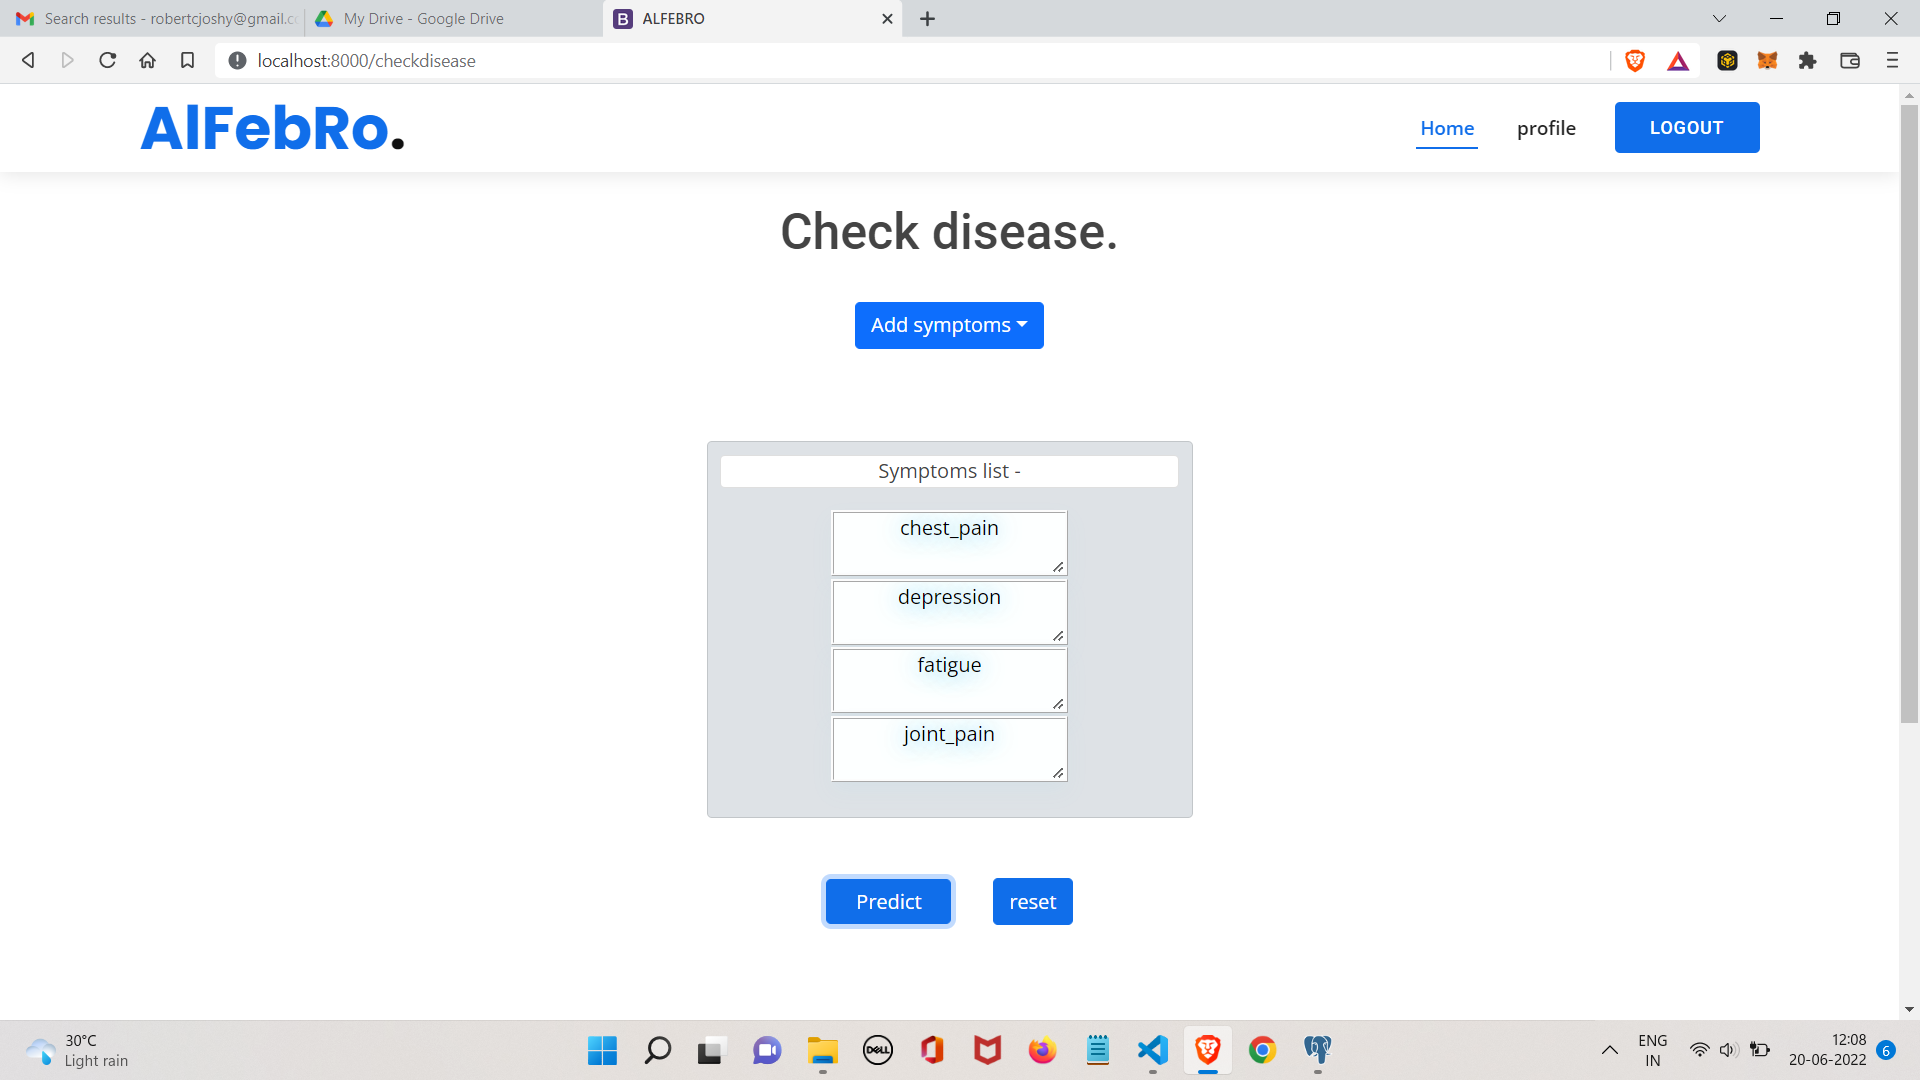 Search results - robertcjoshy@gmail.c
My Drive - Google Drive
B ALFEBRO
localhost:8000/checkdisease
AlFebRo.
Home
profile
LOGOUT
Check disease.
Add symptoms
Symptoms list -
chest_pain
depression
fatigue
joint_pain
Predict
reset
30°C
Light rain
DELL
ENG
IN
12:08
20-06-2022
6